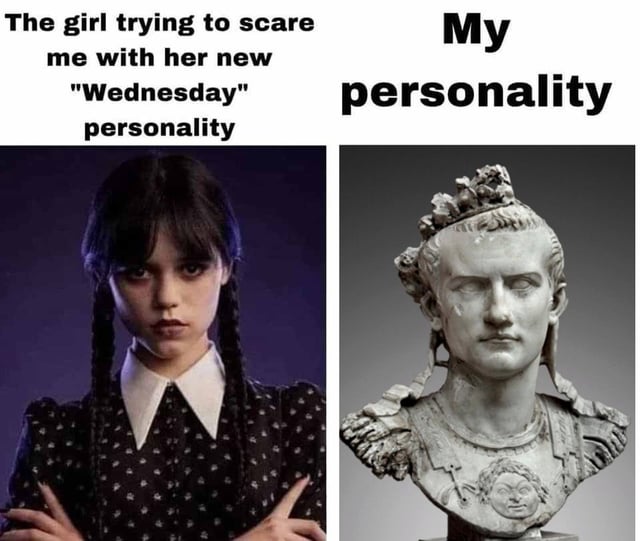 The girl trying to scare
me with her new
"Wednesday"
personality
My
personality